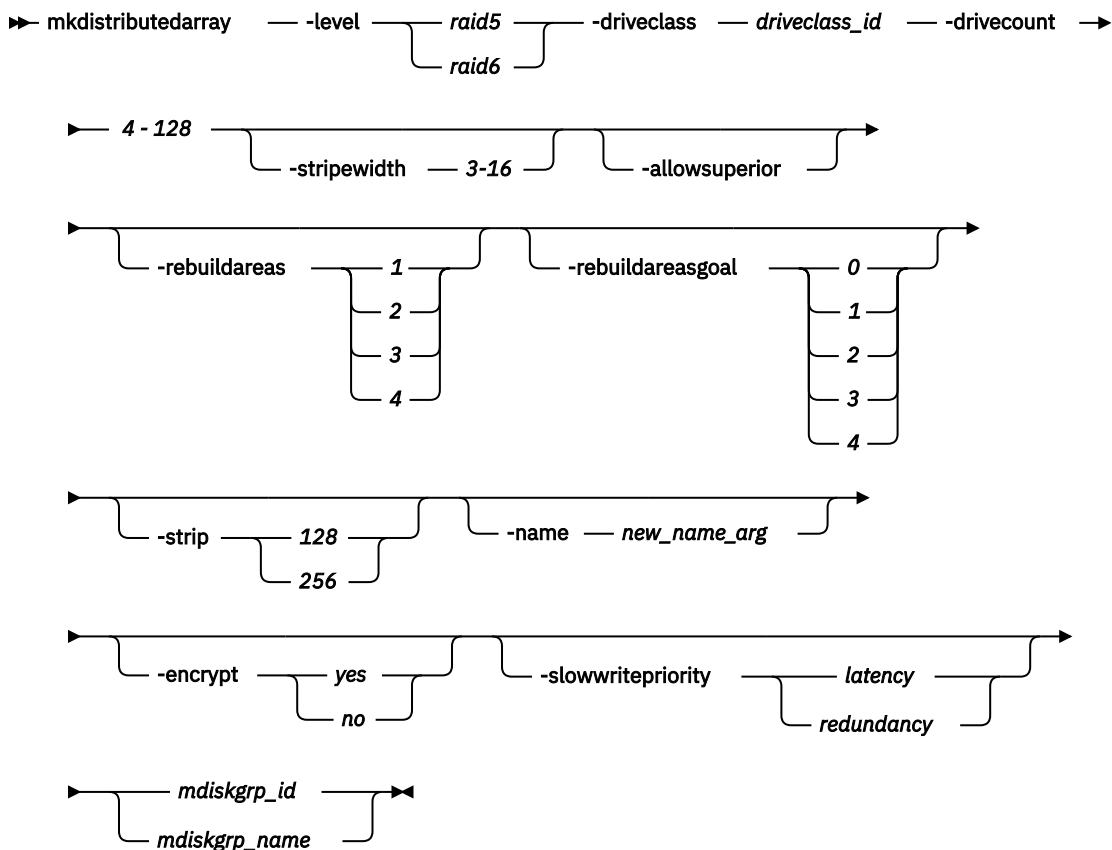 mkdistributedarray -level raid5 -driveclass driveclass_id -drivecount
raid6
4 - 128
-stripewidth 3-16 -allowsuperior
-rebuildareas 1 -rebuildareasgoal 0
2 1
3 2
4 3
4
-strip 128 -name new_name_arg
256
-encrypt yes -slowwritepriority latency
no redundancy
mdiskgrp_id
mdiskgrp_name